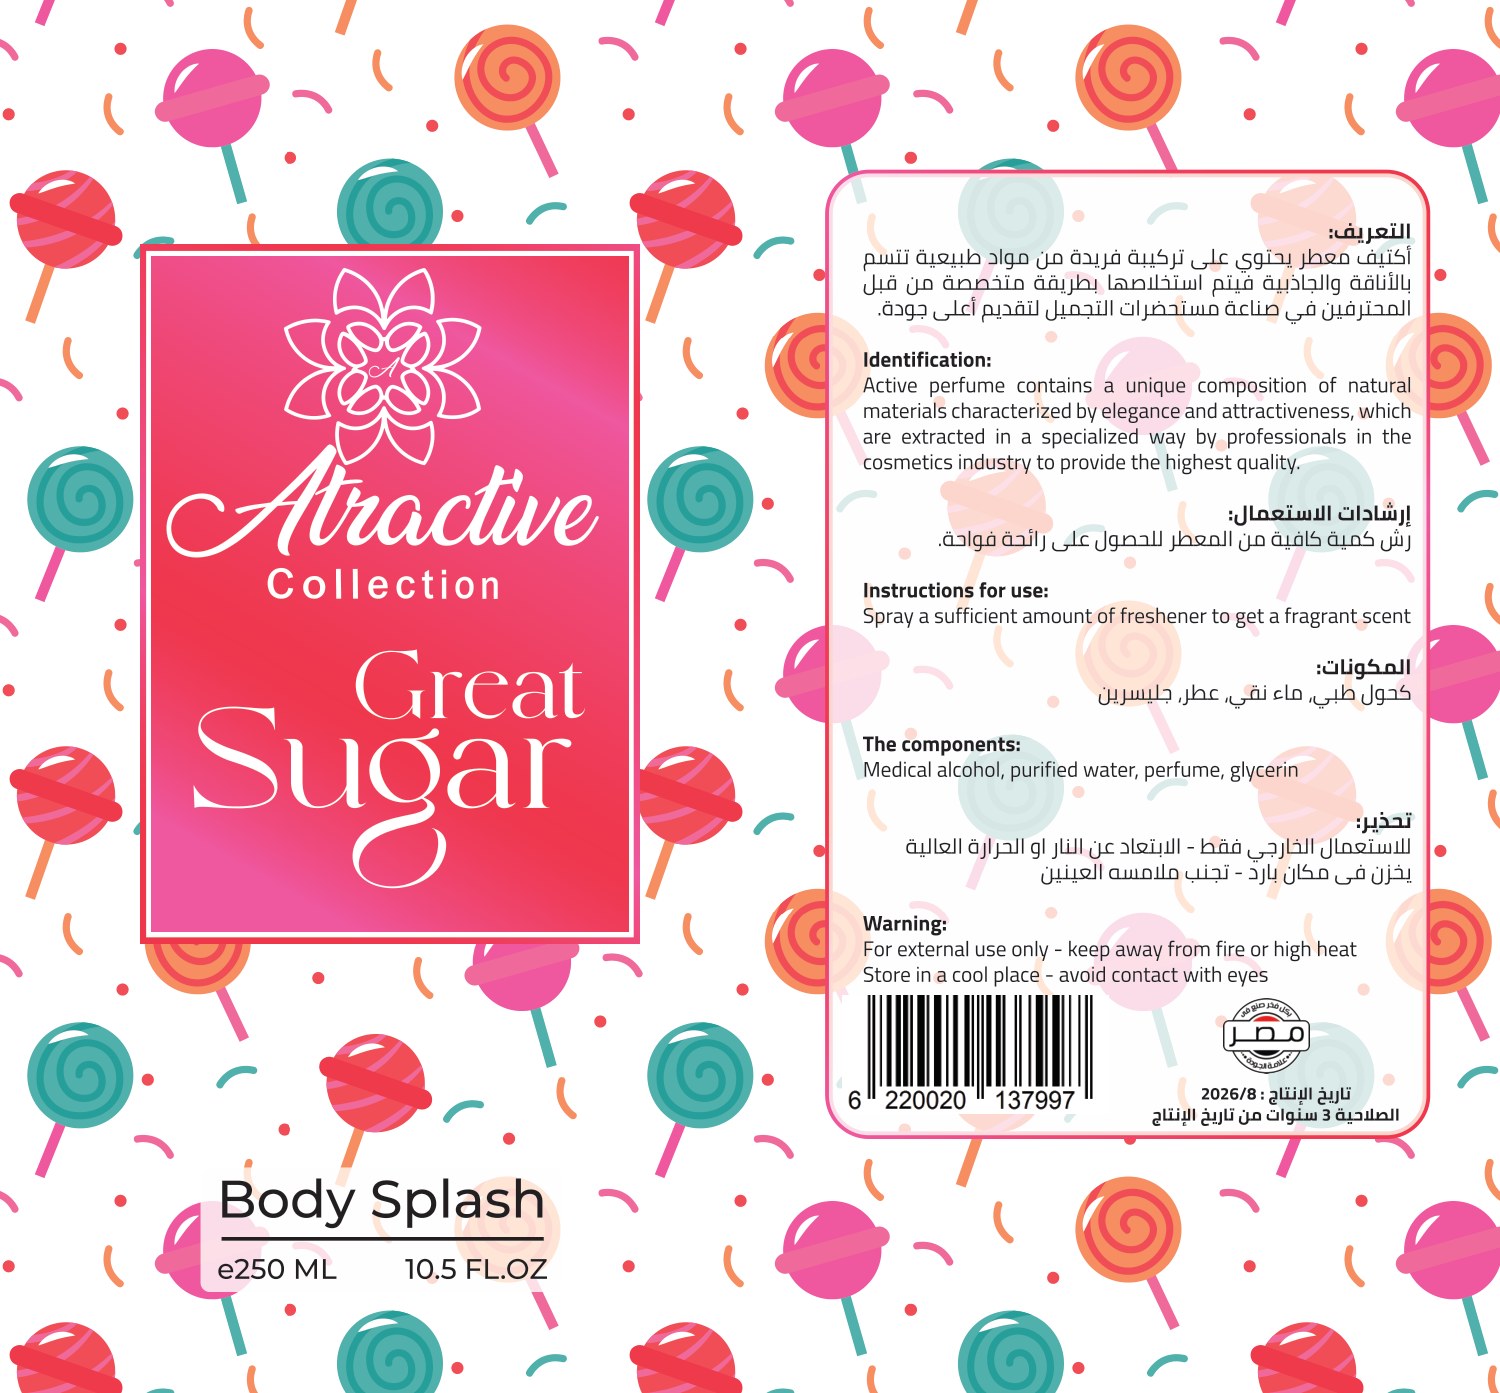 A
Atractive
Collection
Great
Sugar
Body Splash
e250 ML 10.5 FL.OZ
التعريف:
أكتيف معطر يحتوي على تركيبة فريدة من مواد طبيعية تتسم
بالأناقة والجاذبية فيتم استخلاصها بطريقة متخصصة من قبل
المحترفين في صناعة مستحضرات التجميل لتقديم أعلى جودة.
Identification:
Active perfume contains a unique composition of natural
materials characterized by elegance and attractiveness, which
are extracted in a specialized way by professionals in the
cosmetics industry to provide the highest quality.
إرشادات الاستعمال:
رش كمية كافية من المعطر للحصول على رائحة فواحة.
Instructions for use:
Spray a sufficient amount of freshener to get a fragrant scent
المكونات:
كحول طبي, ماء نقي, عطر, جليسرين
The components:
Medical alcohol, purified water, perfume, glycerin
تحذير:
للاستعمال الخارجي فقط - الابتعاد عن النار او الحرارة العالية
يخزن فى مكان بارد - تجنب ملامسه العينين
Warning:
For external use only - keep away from fire or high heat
Store in a cool place - avoid contact with eyes
6 220020 137997
بكل فخر صنع فى
مصر
علامة الجودة
تاريخ الإنتاج : 2026/8
الصلاحية 3 سنوات من تاريخ الإنتاج